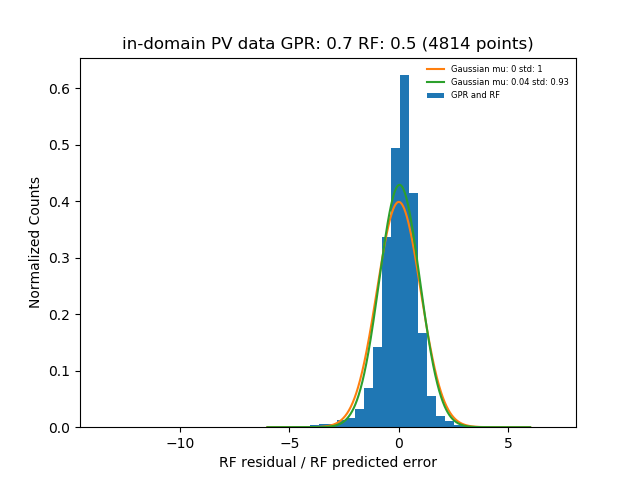 in-domain PV data GPR: 0.7 RF: 0.5 (4814 points)
Gaussian mu: 0 std: 1
Gaussian mu: 0.04 std: 0.93
GPR and RF
Normalized Counts
0.6
0.5
0.4
0.3
0.2
0.1
0.0
−10
−5
0
5
RF residual / RF predicted error